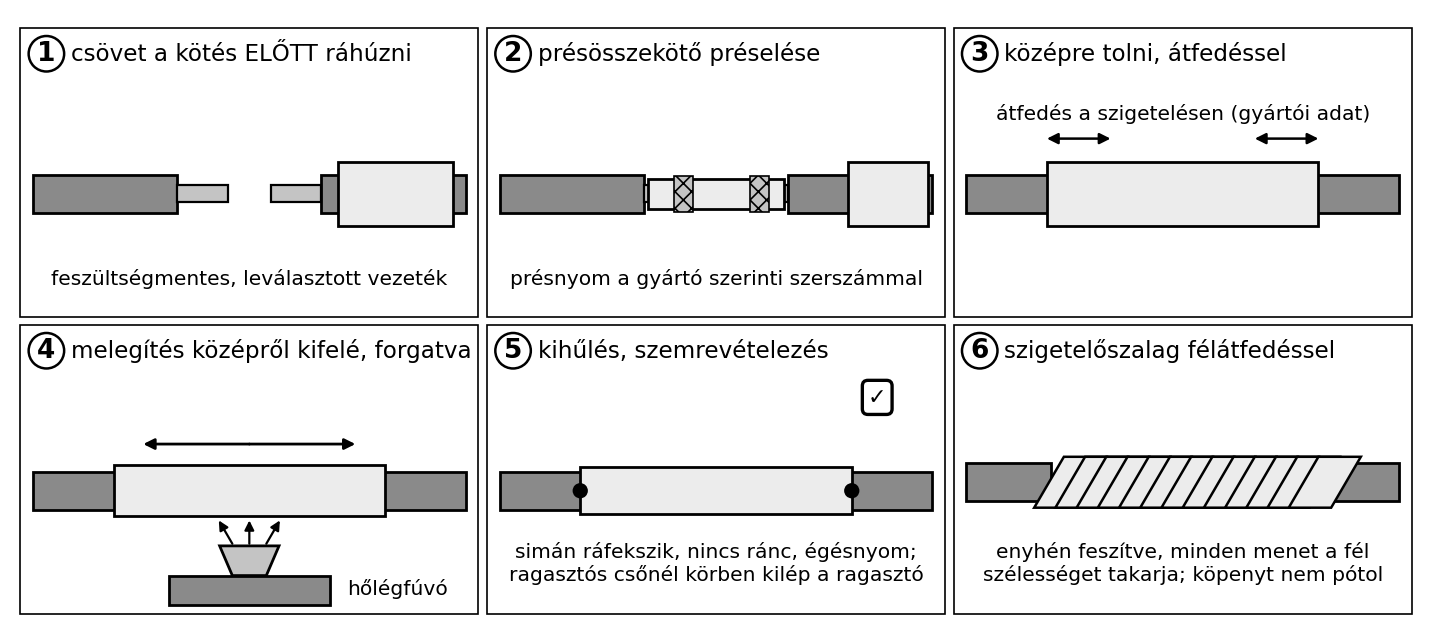 1 csövet a kötés ELŐTT ráhúzni
feszültségmentes, leválasztott vezeték
2 présösszekötő préselése
présnyom a gyártó szerinti szerszámmal
3 középre tolni, átfedéssel
átfedés a szigetelésen (gyártói adat)
4 melegítés középről kifelé, forgatva
hőlégfúvó
5 kihűlés, szemrevételezés
✓
simán ráfekszik, nincs ránc, égésnyom;
ragasztós csőnél körben kilép a ragasztó
6 szigetelőszalag félátfedéssel
enyhén feszítve, minden menet a fél
szélességet takarja; köpenyt nem pótol